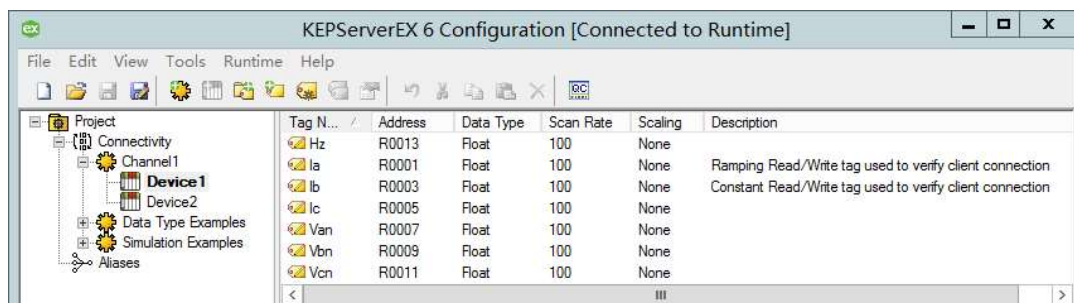 KEPServerEX 6 Configuration [Connected to Runtime]
File Edit View Tools Runtime Help
Project
Connectivity
Channel1
Device1
Device2
Data Type Examples
Simulation Examples
Aliases
Tag N... Address Data Type Scan Rate Scaling Description
Hz R0013 Float 100 None
Ia R0001 Float 100 None Ramping Read/Write tag used to verify client connection
Ib R0003 Float 100 None Constant Read/Write tag used to verify client connection
Ic R0005 Float 100 None
Van R0007 Float 100 None
Vbn R0009 Float 100 None
Vcn R0011 Float 100 None